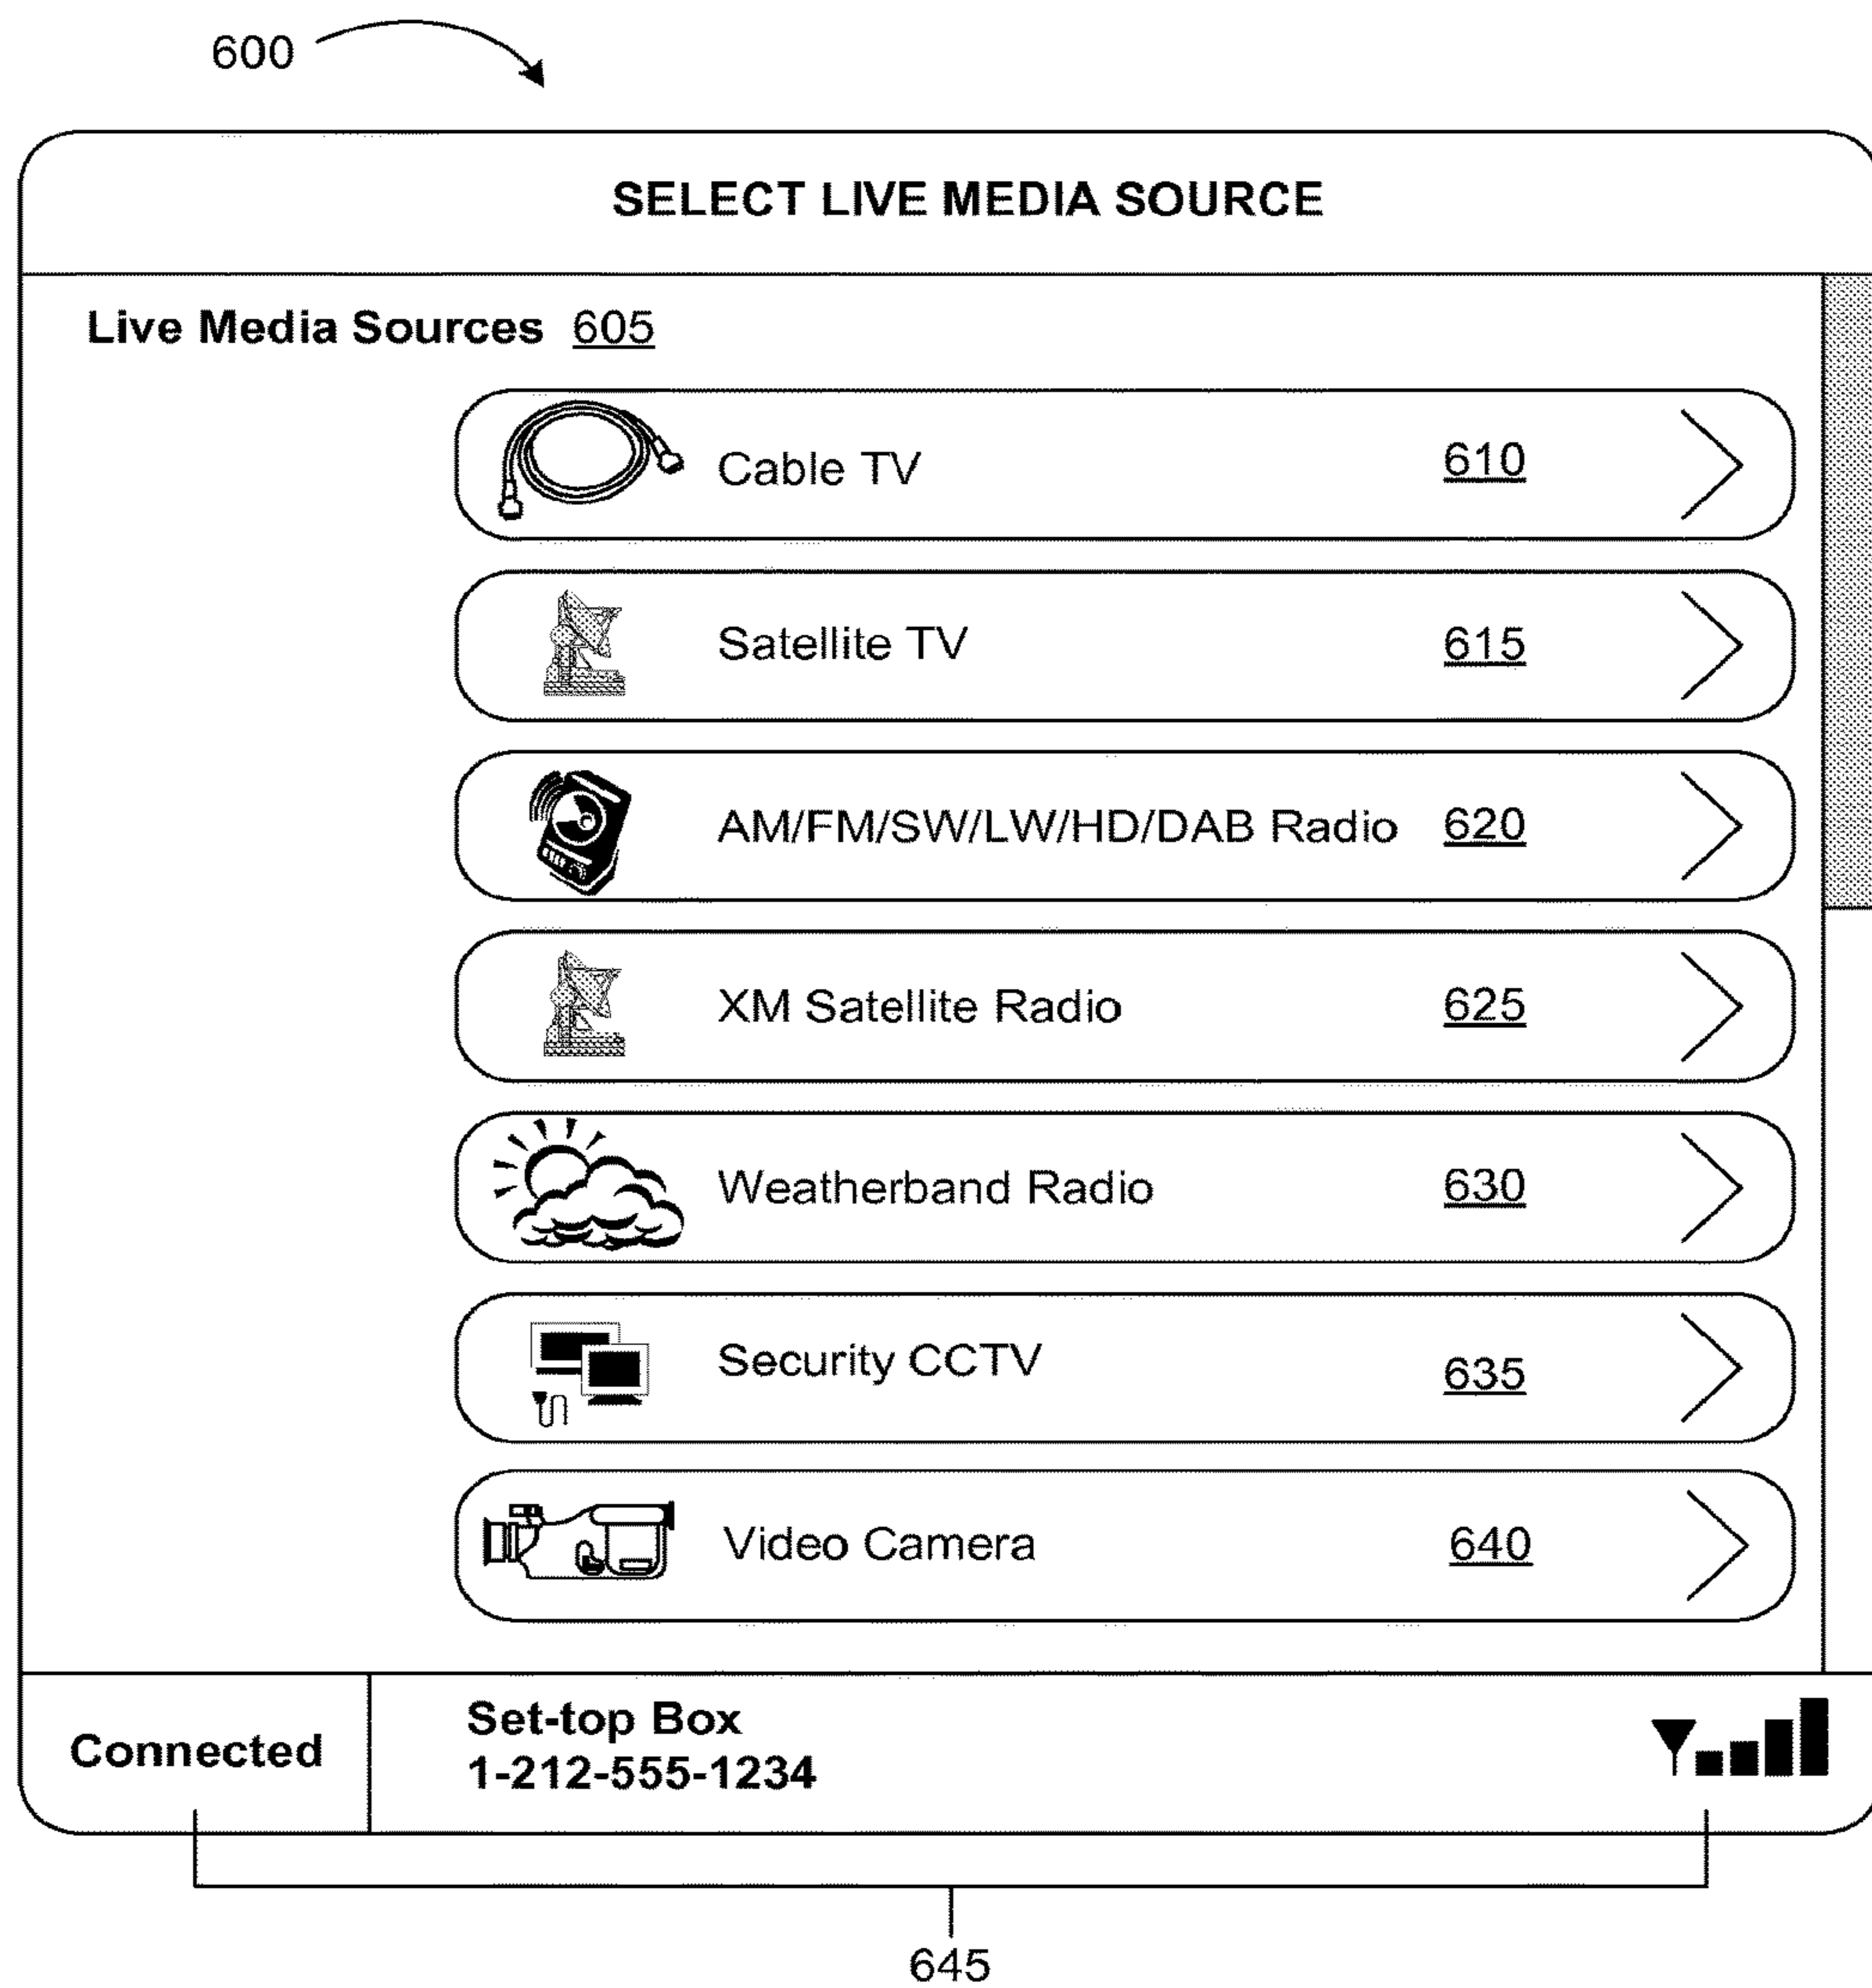 600
SELECT LIVE MEDIA SOURCE
Live Media Sources 605
Cable TV 610
Satellite TV 615
AM/FM/SW/LW/HD/DAB Radio 620
XM Satellite Radio 625
Weatherband Radio 630
Security CCTV 635
Video Camera 640
Connected
Set-top Box
1-212-555-1234
645